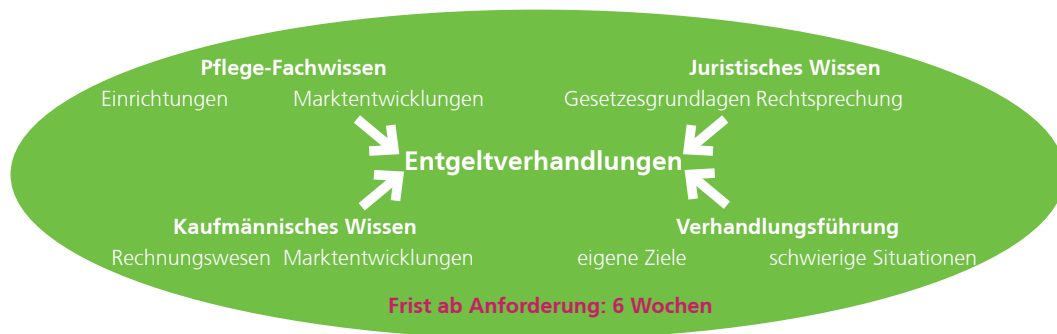 Pflege-Fachwissen Juristisches Wissen
Einrichtungen Marktentwicklungen Gesetzesgrundlagen Rechtsprechung
Entgeltverhandlungen
Kaufmännisches Wissen Verhandlungsführung
Rechnungswesen Marktentwicklungen eigene Ziele schwierige Situationen
Frist ab Anforderung: 6 Wochen